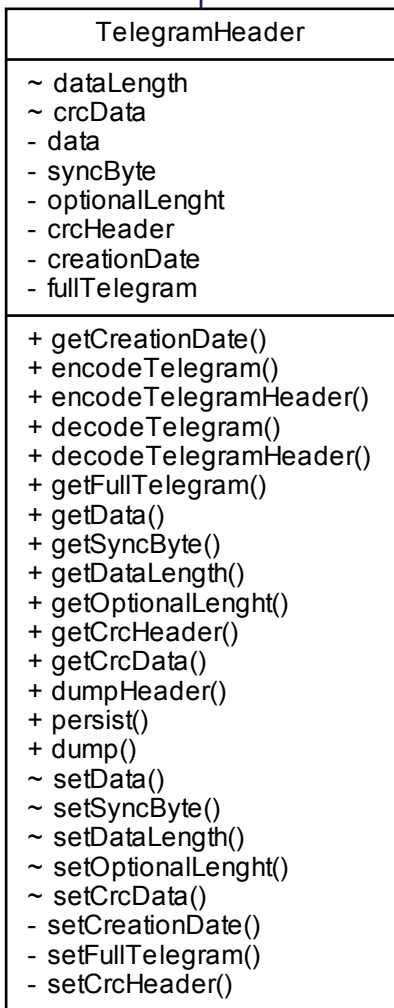 TelegramHeader
~ dataLength
~ crcData
- data
- syncByte
- optionalLenght
- crcHeader
- creationDate
- fullTelegram
+ getCreationDate()
+ encodeTelegram()
+ encodeTelegramHeader()
+ decodeTelegram()
+ decodeTelegramHeader()
+ getFullTelegram()
+ getData()
+ getSyncByte()
+ getDataLength()
+ getOptionalLenght()
+ getCrcHeader()
+ getCrcData()
+ dumpHeader()
+ persist()
+ dump()
~ setData()
~ setSyncByte()
~ setDataLength()
~ setOptionalLenght()
~ setCrcData()
- setCreationDate()
- setFullTelegram()
- setCrcHeader()